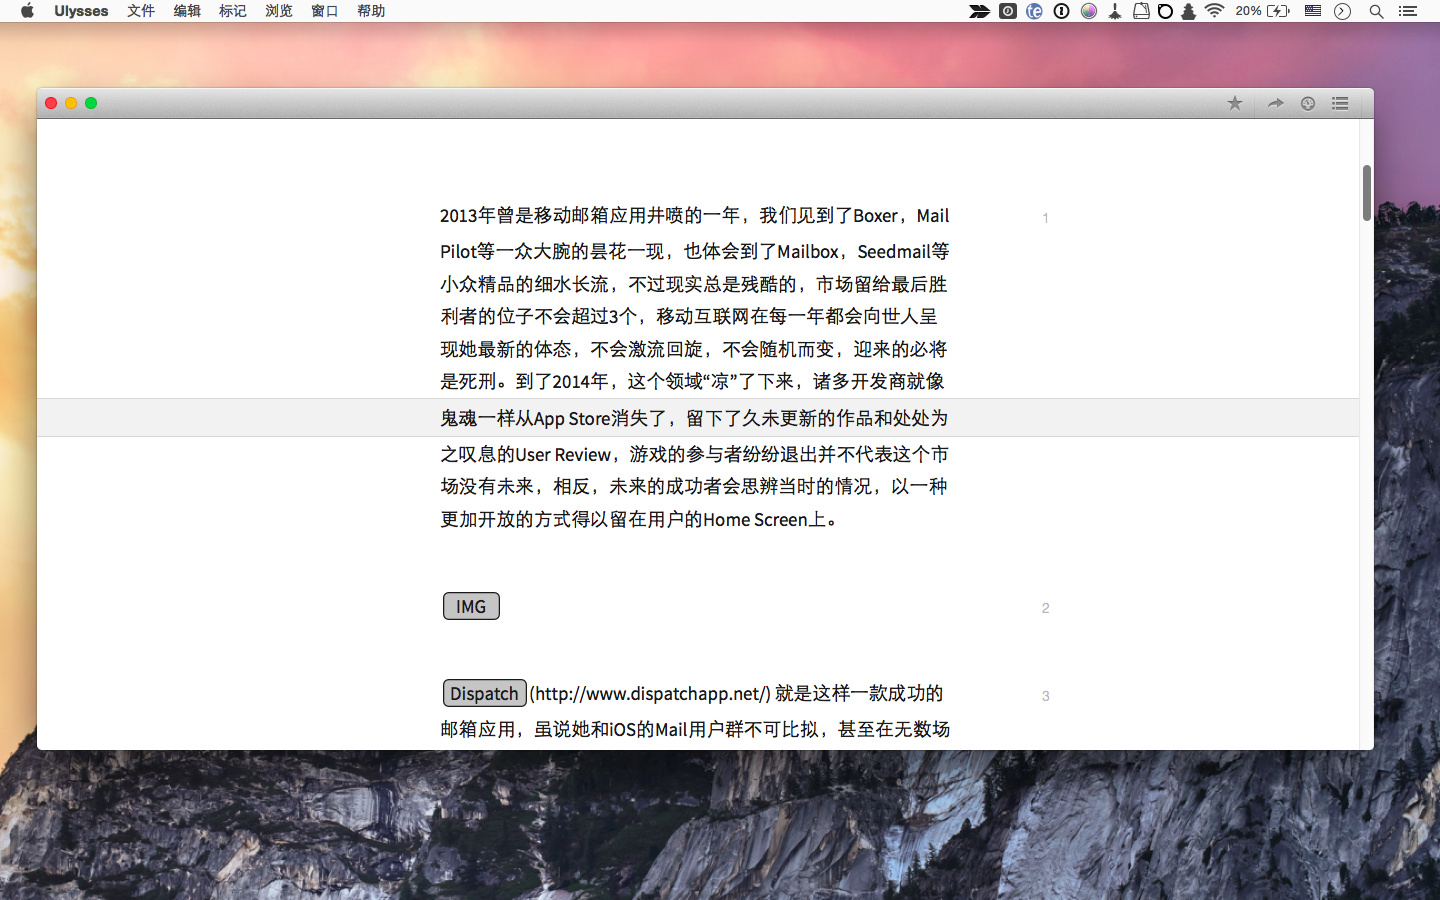 Ulysses 文件 编辑 标记 浏览 窗口 帮助 20%
2013年曾是移动邮箱应用井喷的一年，我们见到了Boxer，Mail
1
Pilot等一众大腕的昙花一现，也体会到了Mailbox，Seedmail等
小众精品的细水长流，不过现实总是残酷的，市场留给最后胜
利者的位子不会超过3个，移动互联网在每一年都会向世人呈
现她最新的体态，不会激流回旋，不会随机而变，迎来的必将
是死刑。到了2014年，这个领域“凉”了下来，诸多开发商就像
鬼魂一样从App Store消失了，留下了久未更新的作品和处处为
之叹息的User Review，游戏的参与者纷纷退出并不代表这个市
场没有未来，相反，未来的成功者会思辨当时的情况，以一种
更加开放的方式得以留在用户的Home Screen上。
IMG
2
Dispatch (http://www.dispatchapp.net/) 就是这样一款成功的
3
邮箱应用，虽说她和iOS的Mail用户群不可比拟，甚至在无数场